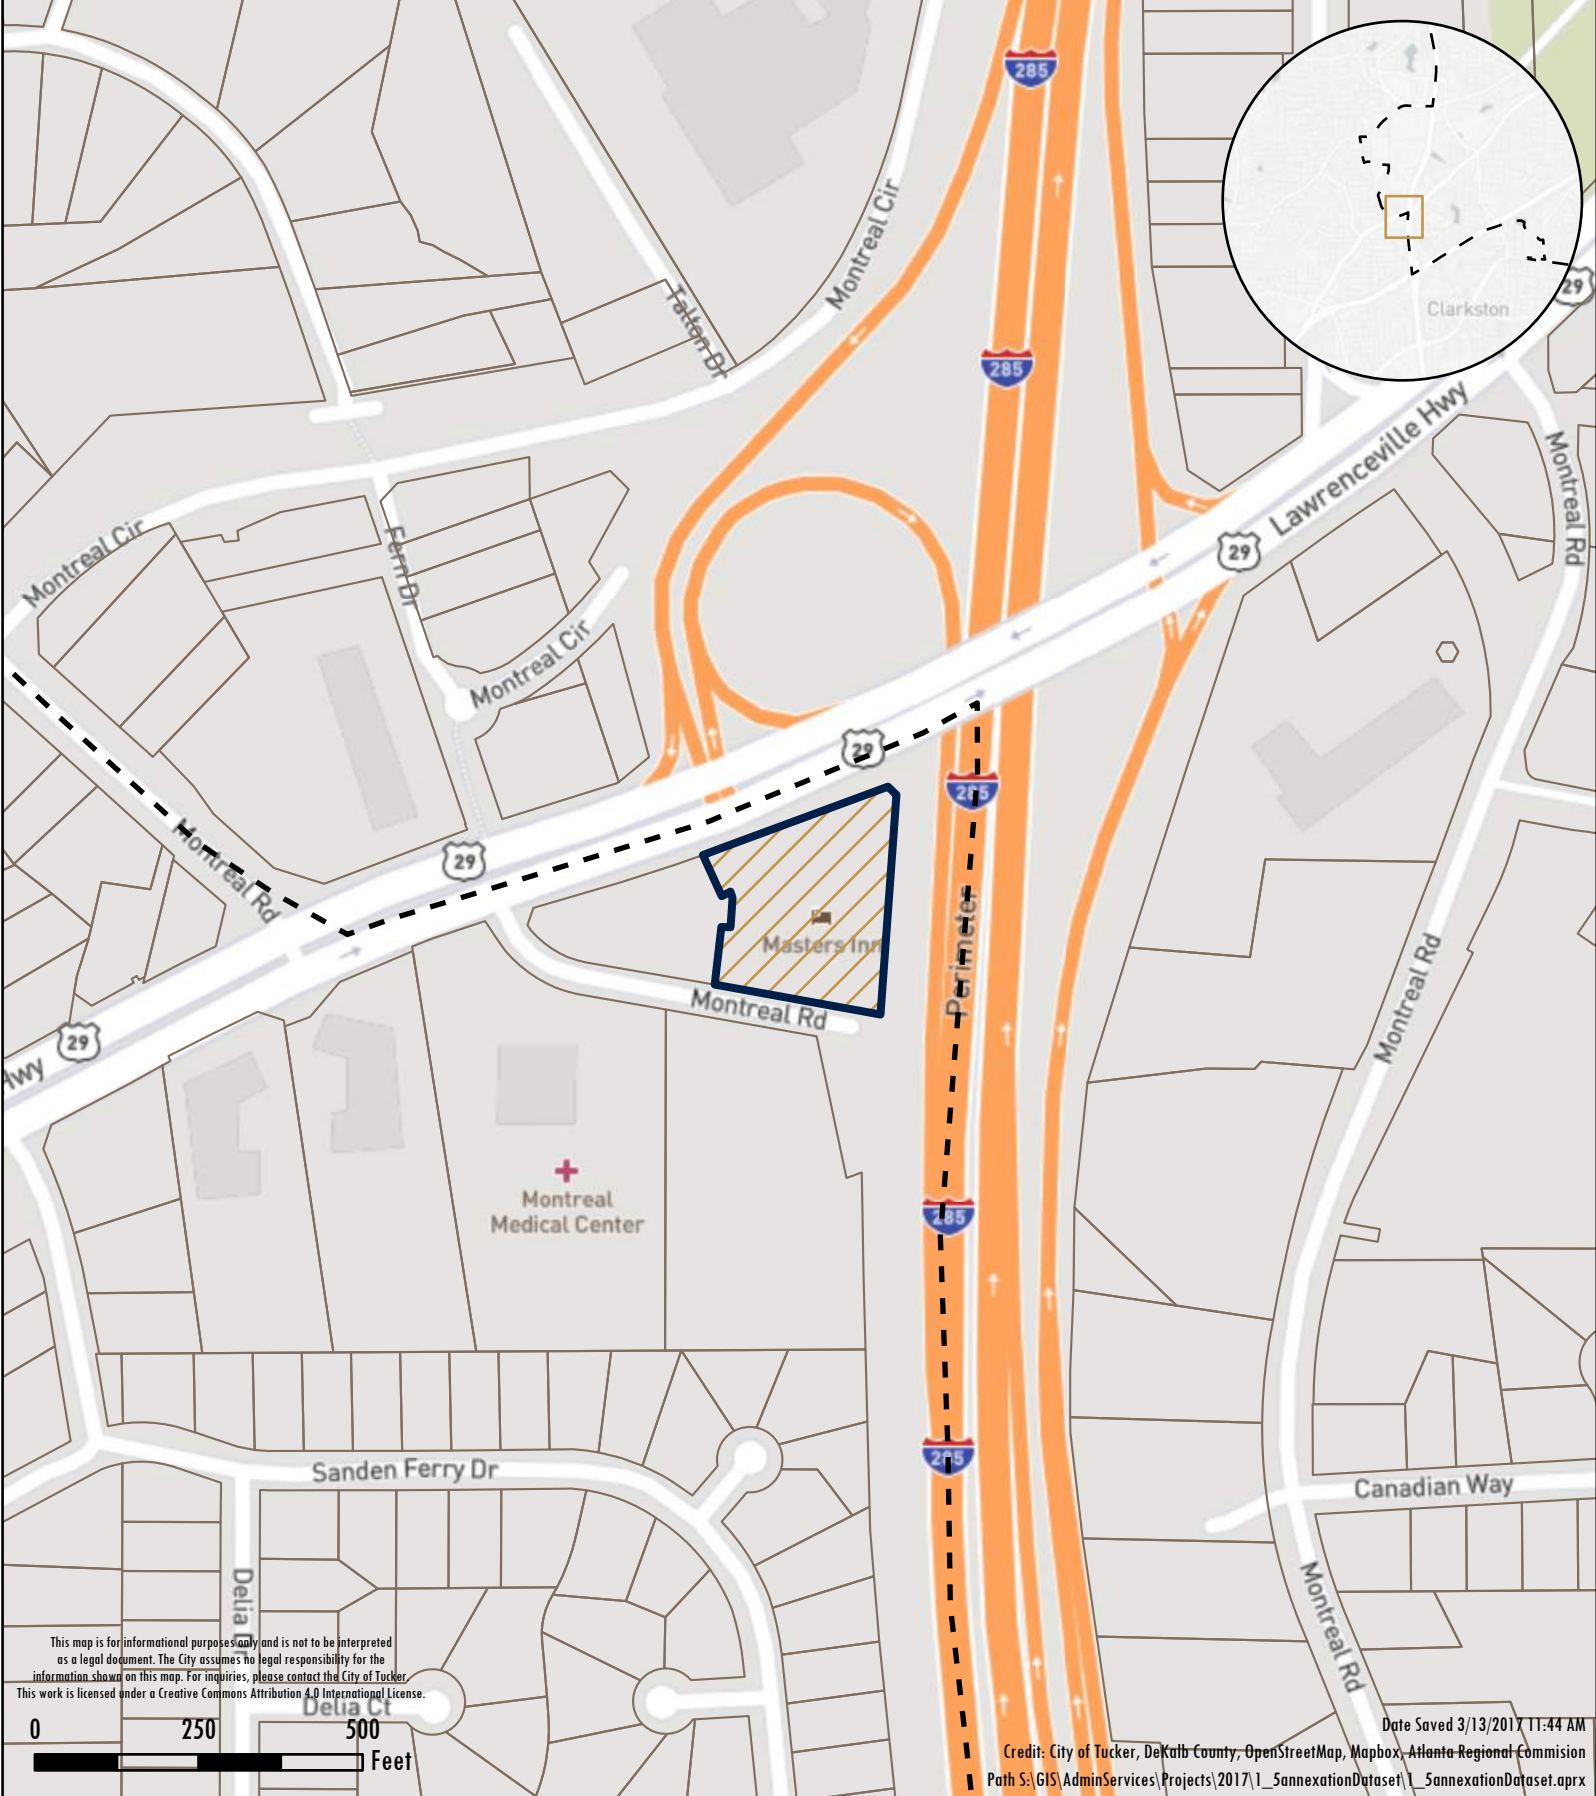 285
Clarkston
29
Montreal Cir
Talton Dr
285
Lawrenceville Hwy
Montreal Rd
29
Montreal Cir
Fern Dr
Montreal Cir
29
285
Montreal Rd
29
Perimeter
Masters Inn
Montreal Rd
Montreal Rd
29
Hwy
Montreal
Medical Center
285
285
Sanden Ferry Dr
Canadian Way
Delia Dr
Montreal Rd
This map is for informational purposes only and is not to be interpreted
as a legal document. The City assumes no legal responsibility for the
information shown on this map. For inquiries, please contact the City of Tucker.
This work is licensed under a Creative Commons Attribution 4.0 International License.
Delia Ct
0 250 500
Feet
Date Saved 3/13/2017 11:44 AM
Credit: City of Tucker, DeKalb County, OpenStreetMap, Mapbox, Atlanta Regional Commision
Path S:\GIS\AdminServices\Projects\2017\1_5annexationDataset\1_5annexationDataset.aprx